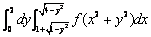 ∫₀² dy ∫_{1+√(1−y²)}^{√(4−y²)} f(x² + y²)dx